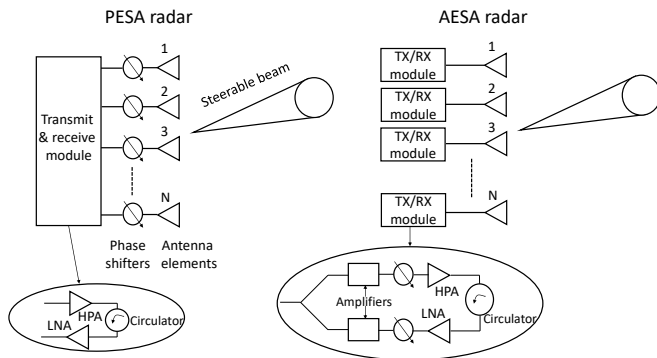 PESA radar
AESA radar
1
2
3
N
Transmit
& receive
module
Steerable beam
Phase
shifters
Antenna
elements
HPA
LNA
Circulator
TX/RX
module
1
TX/RX
module
2
TX/RX
module
3
TX/RX
module
N
Amplifiers
HPA
LNA
Circulator